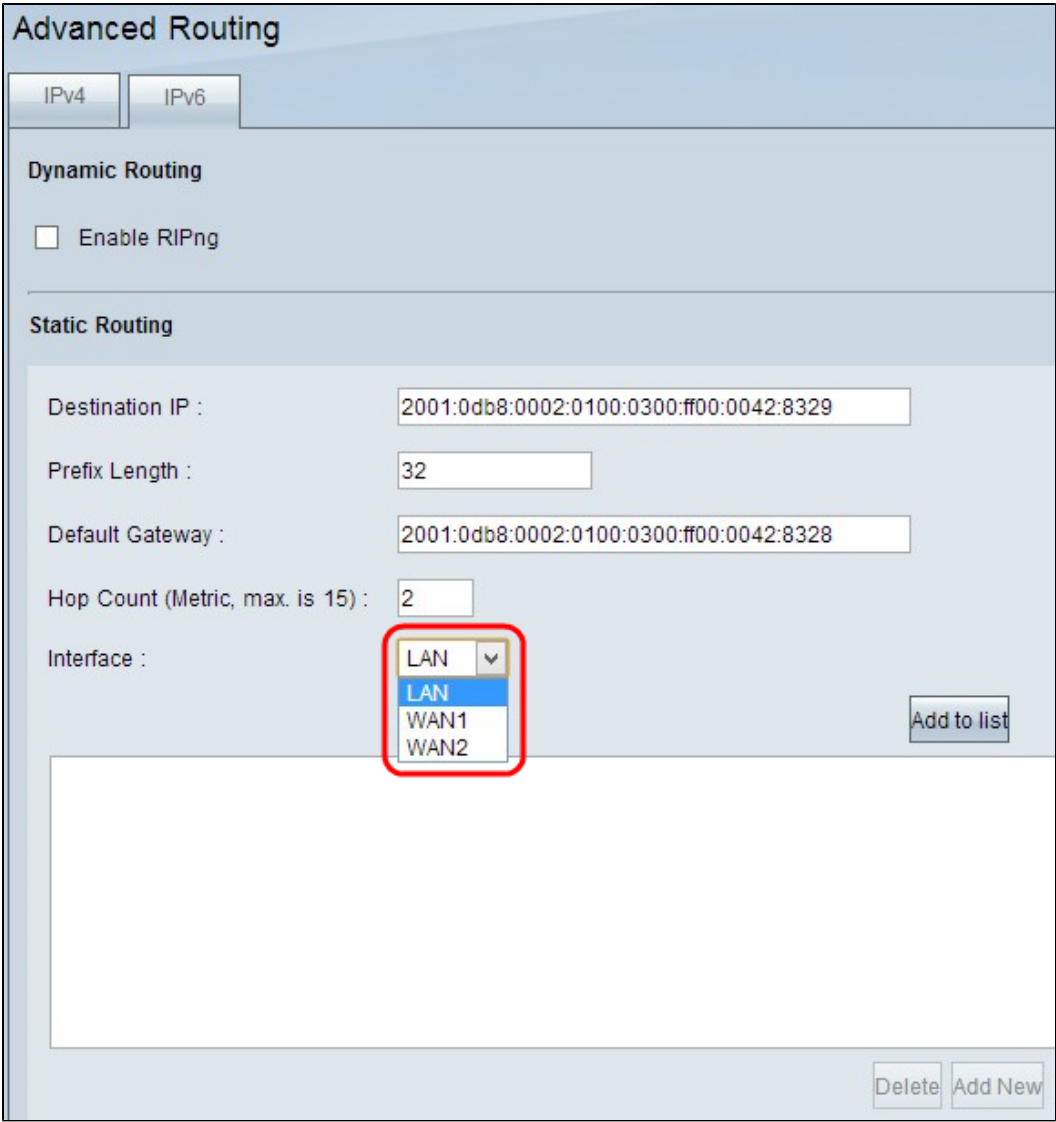 Advanced Routing
IPv4 IPv6
Dynamic Routing
Enable RIPng
Static Routing
Destination IP : 2001:0db8:0002:0100:0300:ff00:0042:8329
Prefix Length : 32
Default Gateway : 2001:0db8:0002:0100:0300:ff00:0042:8328
Hop Count (Metric, max. is 15) : 2
Interface : LAN
LAN
WAN1
WAN2
Add to list
Delete Add New